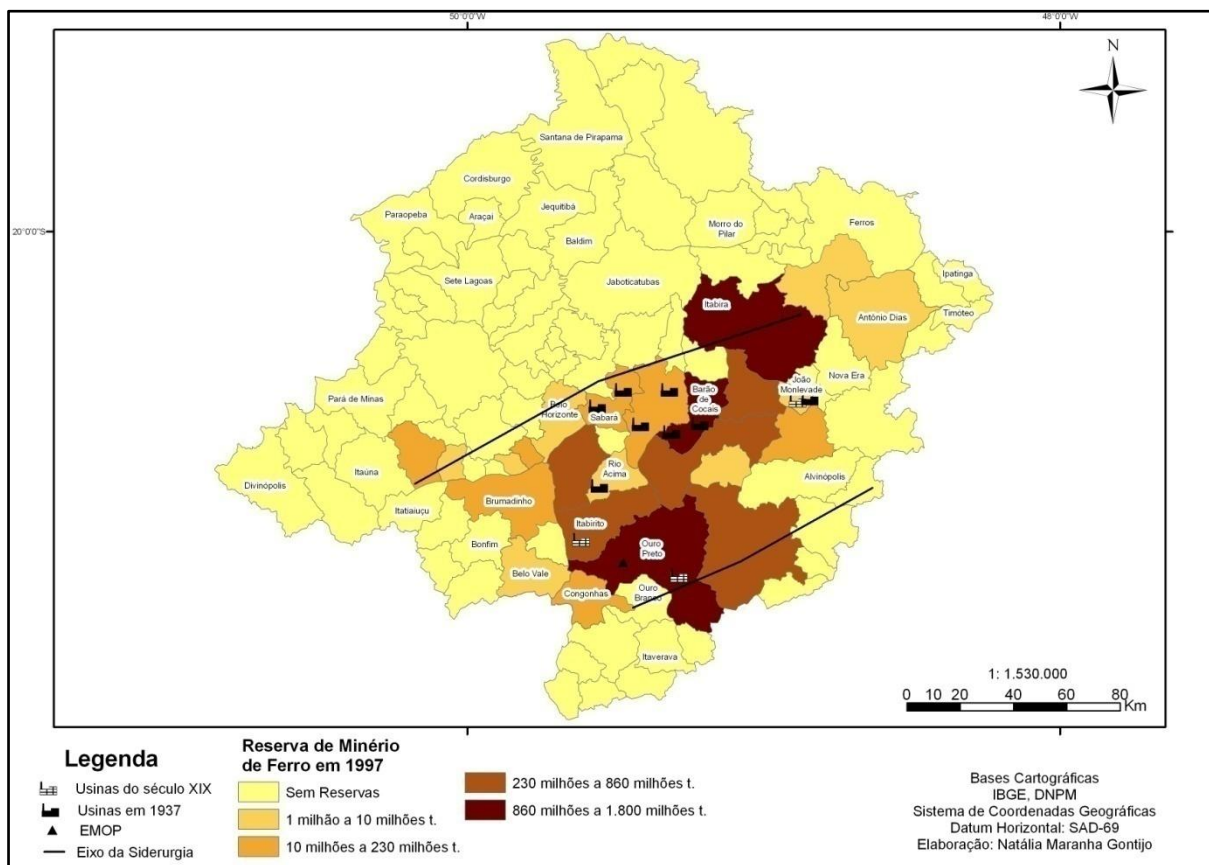 50°0'0"W
48°0'0"W
N
20°0'0"S
Santana de Pirapama
Cordisburgo
Paraopeba
Araçai
Jequitibá
Baldim
Morro do
Pilar
Ferros
Sete Lagoas
Jaboticatubas
Ipatinga
Itabira
António Dias
Timóteo
Nova Era
João
Monlevade
Pará de Minas
Belo
Horizonte
Sabará
Barão
de
Cocais
Itaúna
Divinópolis
Rio
Acima
Alvinópolis
Itatiaiuçu
Brumadinho
Itabirito
Bonfim
Ouro
Preto
Belo Vale
Congonhas
Ouro
Branco
Itaverava
1: 1.530.000
0 10 20 40 60 80
Km
Legenda
Usinas do século XIX
Usinas em 1937
EMOP
Eixo da Siderurgia
Reserva de Minério
de Ferro em 1997
Sem Reservas
1 milhão a 10 milhões t.
10 milhões a 230 milhões t.
230 milhões a 860 milhões t.
860 milhões a 1.800 milhões t.
Bases Cartográficas
IBGE, DNPM
Sistema de Coordenadas Geográficas
Datum Horizontal: SAD-69
Elaboração: Natália Maranha Gontijo